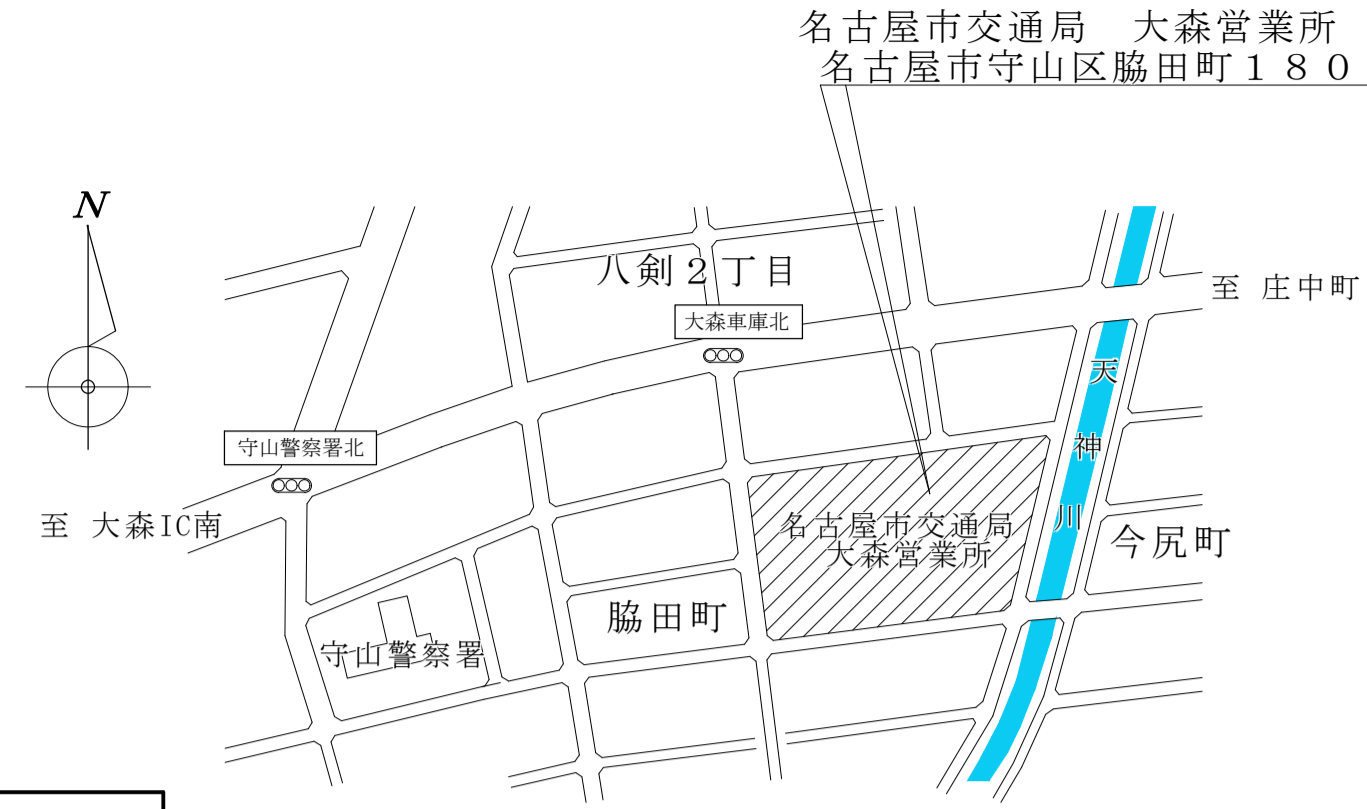 名古屋市交通局　大森営業所
名古屋市守山区脇田町１８０
N
八剣２丁目
至 庄中町
大森車庫北
天神川
守山警察署北
至 大森IC南
名古屋市交通局
大森営業所
今尻町
脇田町
守山警察署